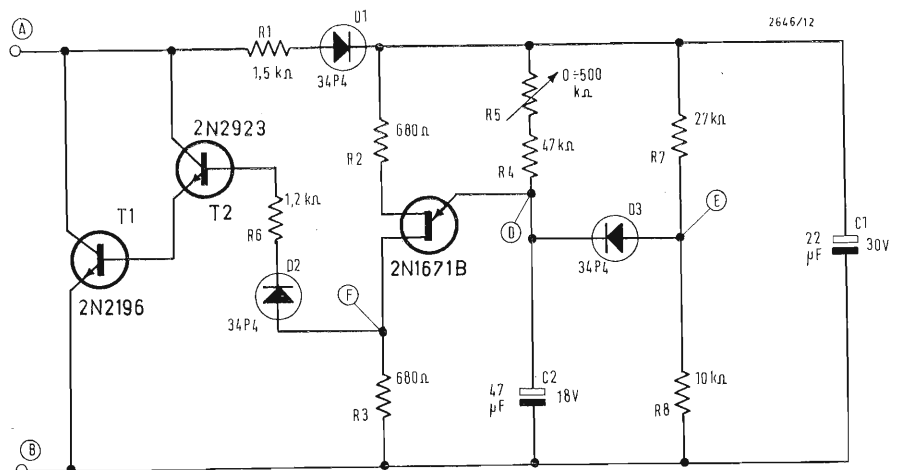 D1
2646/12
A
R1
1,5 kΩ
34P4
0÷500
kΩ
R5
27kΩ
R7
2N2923
680Ω
R2
47kΩ
R4
T2
1,2 kΩ
R6
T1
D
D3
E
C1
22
µF
30V
2N1671B
34P4
2N2196
D2
F
34P4
680Ω
R3
C2
47
µF
18V
10kΩ
R8
B